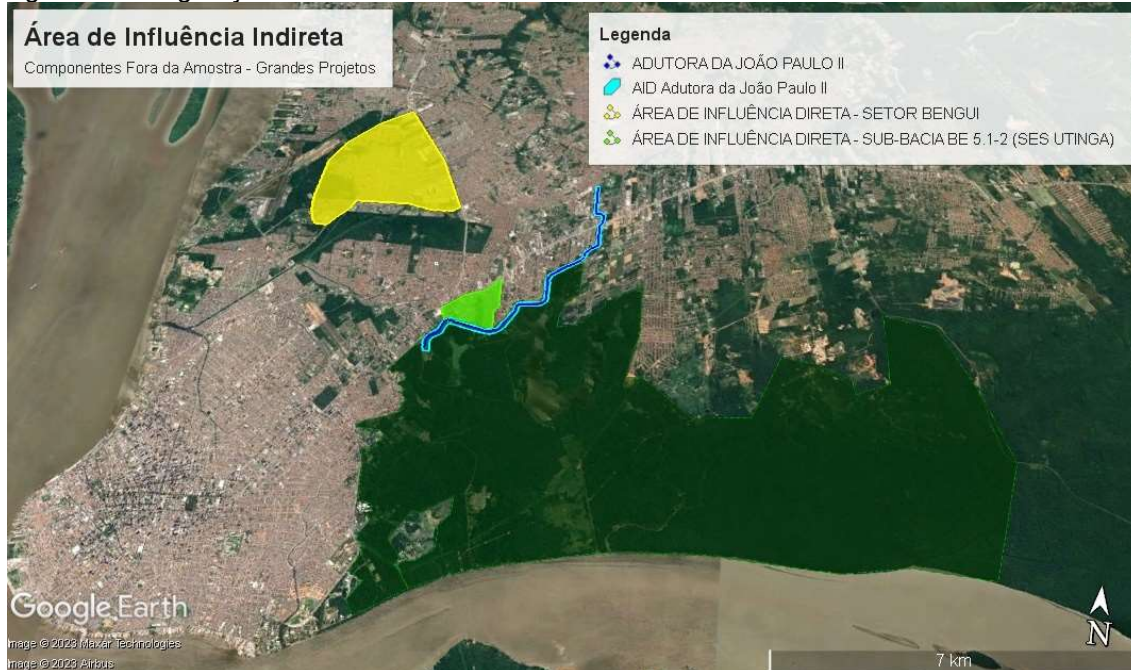 Área de Influência Indireta
Componentes Fora da Amostra - Grandes Projetos
Legenda
ADUTORA DA JOÃO PAULO II
AID Adutora da João Paulo II
ÁREA DE INFLUÊNCIA DIRETA - SETOR BENGUI
ÁREA DE INFLUÊNCIA DIRETA - SUB-BACIA BE 5.1-2 (SES UTINGA)
Google Earth
Image © 2023 Maxar Technologies
Image © 2023 Airbus
N
7 km